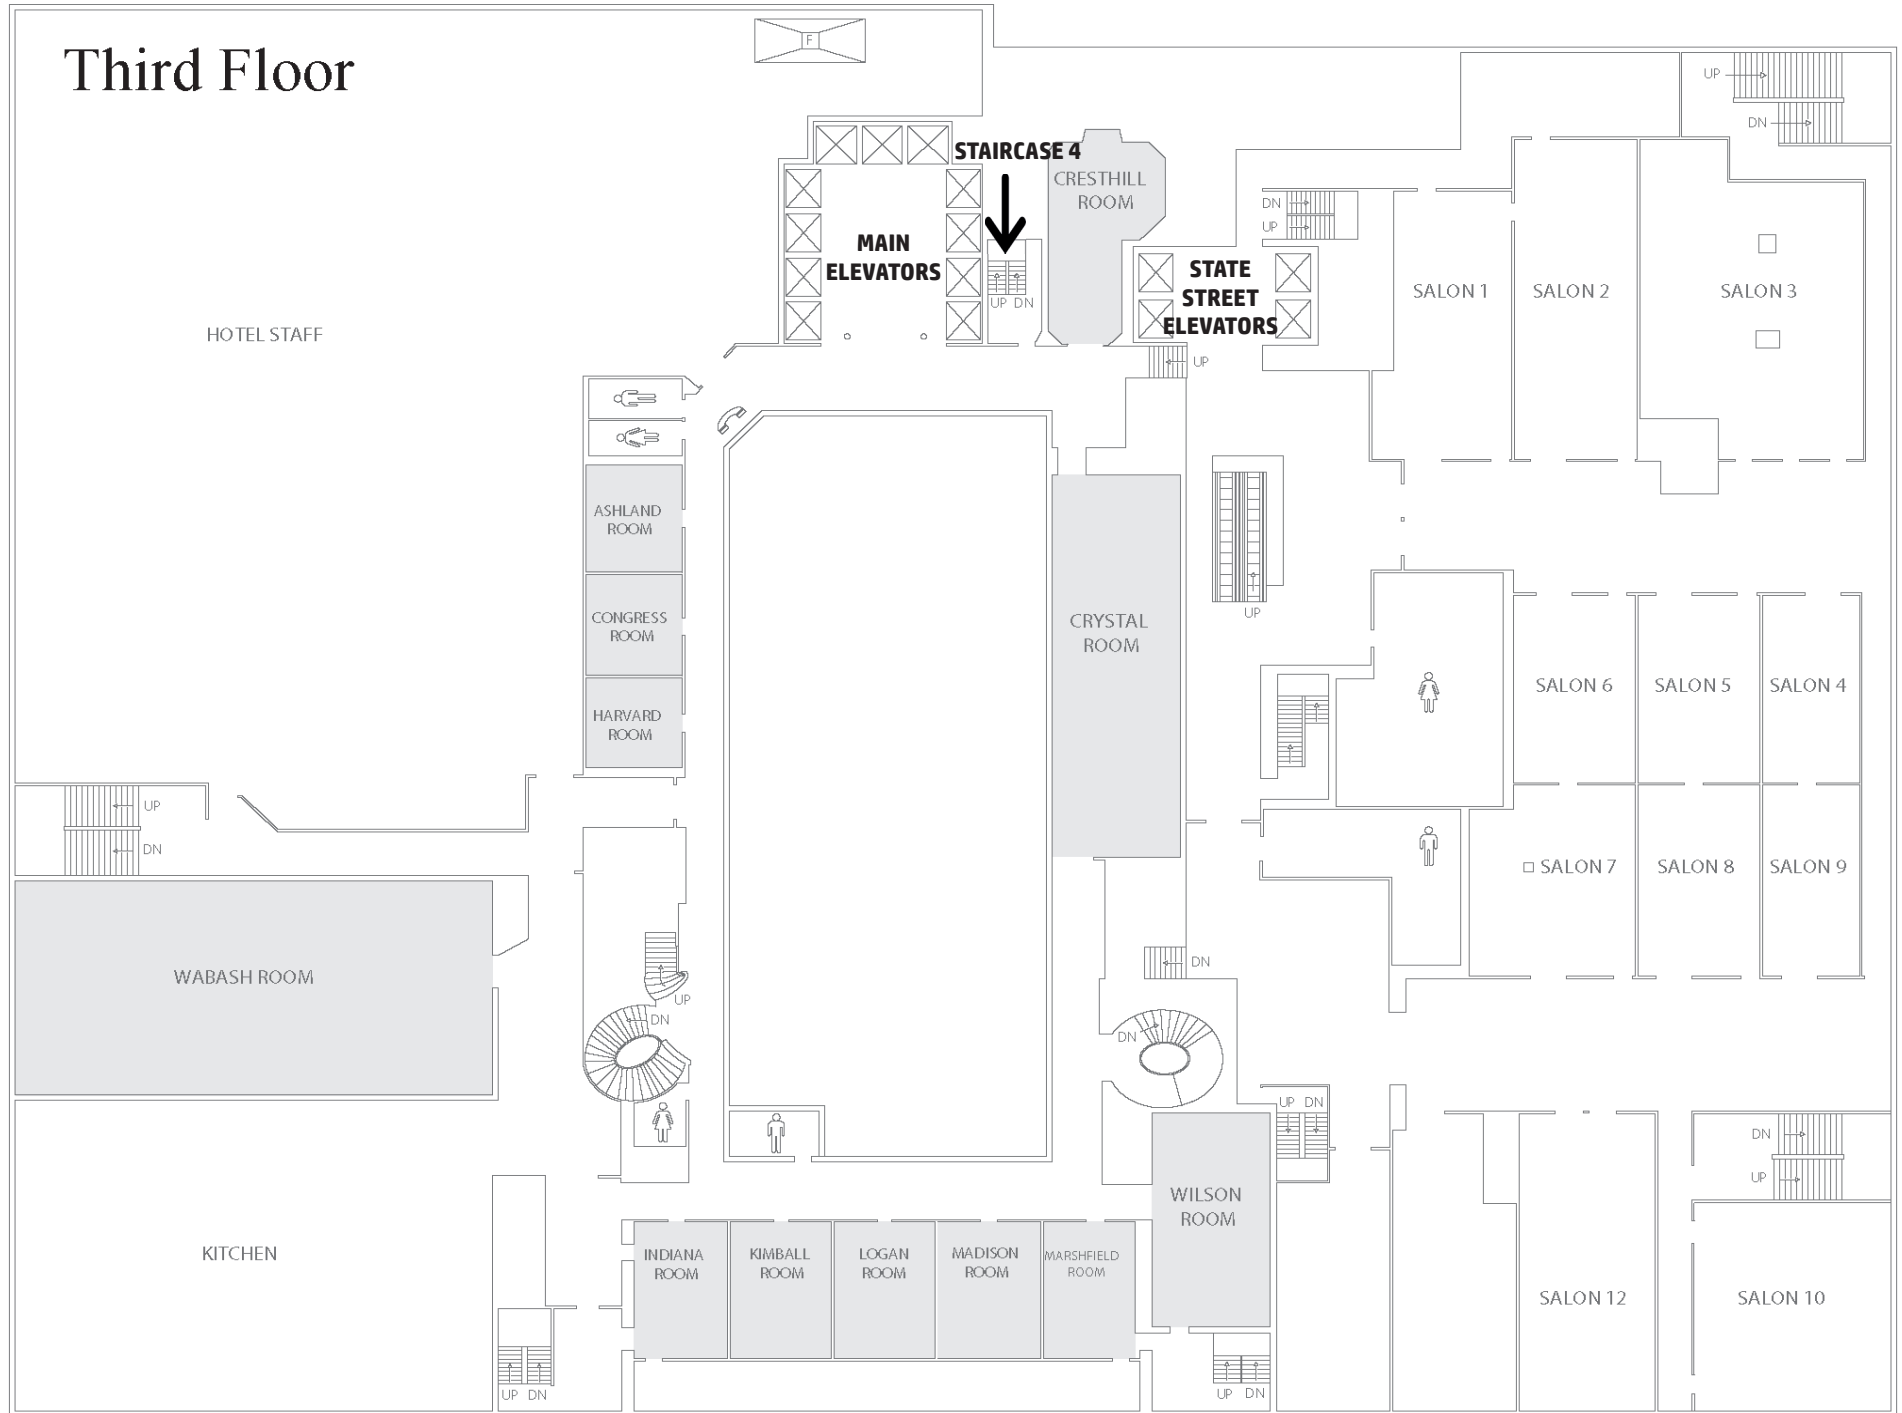 Third Floor
F
UP
DN
STAIRCASE 4
CRESTHILL
ROOM
DN
UP
MAIN
ELEVATORS
STATE
STREET
ELEVATORS
UP DN
SALON 1
SALON 2
SALON 3
HOTEL STAFF
UP
ASHLAND
ROOM
CONGRESS
ROOM
HARVARD
ROOM
CRYSTAL
ROOM
UP
SALON 6
SALON 5
SALON 4
UP
DN
SALON 7
SALON 8
SALON 9
WABASH ROOM
UP
DN
DN
DN
UP DN
DN
UP
WILSON
ROOM
KITCHEN
INDIANA
ROOM
KIMBALL
ROOM
LOGAN
ROOM
MADISON
ROOM
MARSHFIELD
ROOM
SALON 12
SALON 10
UP DN
UP DN